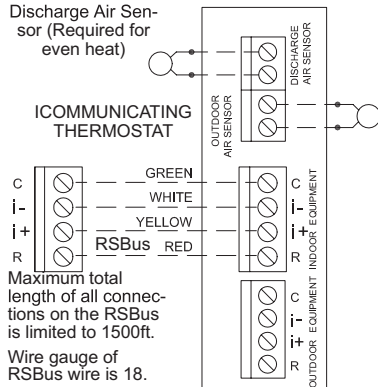 Discharge Air Sen-
sor (Required for
even heat)
DISCHARGE
AIR SENSOR
OUTDOOR
AIR SENSOR
ICOMMUNICATING
THERMOSTAT
C
i-
i+
R
GREEN
WHITE
YELLOW
RSBus RED
C
i-
i+
R
INDOOR EQUIPMENT
Maximum total
length of all connec-
tions on the RSBus
is limited to 1500ft.
Wire gauge of
RSBus wire is 18.
C
i-
i+
R
OUTDOOR EQUIPMENT